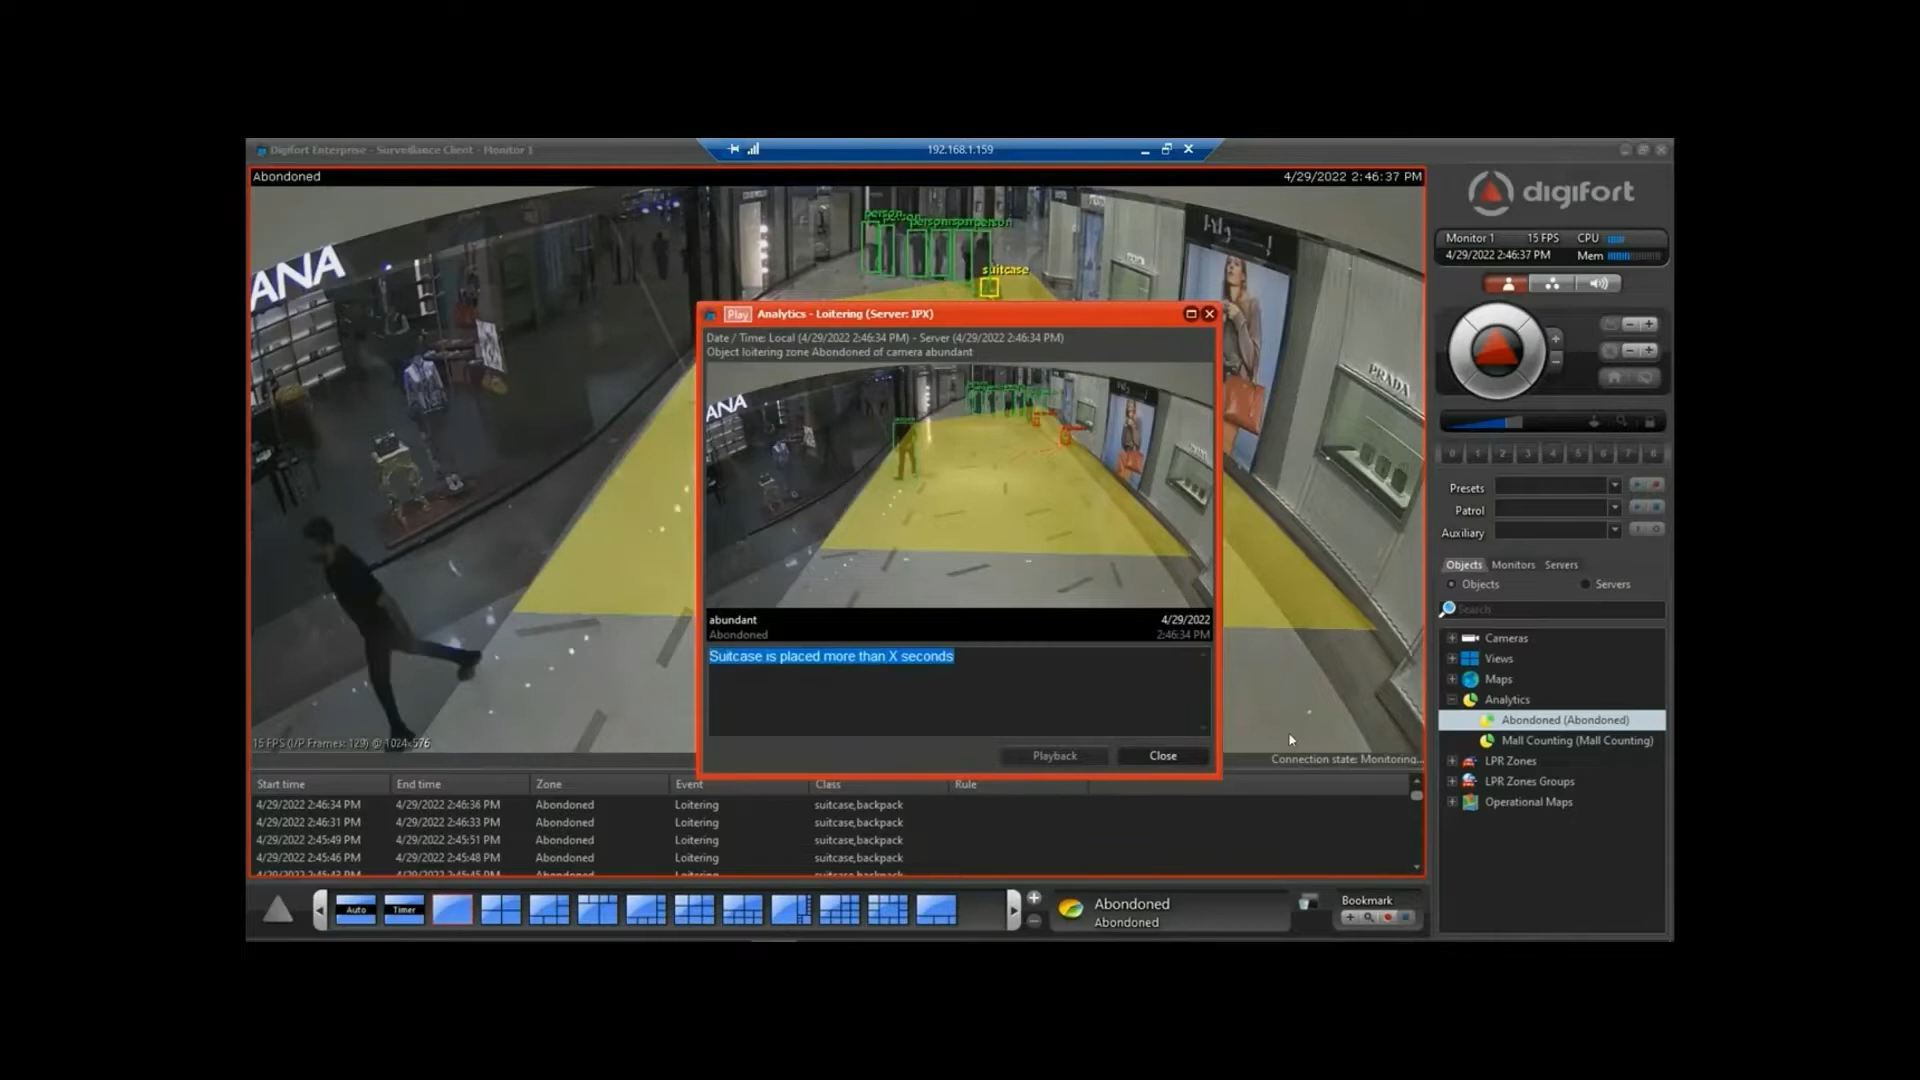 Digifort Enterprise - Surveillance Client - Monitor 1
192.168.1.159
Abondoned
4/29/2022 2:46:37 PM
ANA
person
person
suitcase
PRADA
Play Analytics - Loitering (Server: IPX)
Date / Time: Local (4/29/2022 2:46:34 PM) - Server (4/29/2022 2:46:34 PM)
Object loitering zone Abondoned of camera abundant
ANA
abundant
4/29/2022
Abondoned
2:46:34 PM
Suitcase is placed more than X seconds
Playback
Close
15 FPS (I/P Frames: 129) @ 1024x576
Connection state: Monitoring...
Start time End time Zone Event Class Rule
4/29/2022 2:46:34 PM 4/29/2022 2:46:36 PM Abondoned Loitering suitcase,backpack
4/29/2022 2:46:31 PM 4/29/2022 2:46:33 PM Abondoned Loitering suitcase,backpack
4/29/2022 2:45:49 PM 4/29/2022 2:45:51 PM Abondoned Loitering suitcase,backpack
4/29/2022 2:45:46 PM 4/29/2022 2:45:48 PM Abondoned Loitering suitcase,backpack
Auto
Timer
Abondoned
Abondoned
Bookmark
digifort
Monitor 1 15 FPS CPU
4/29/2022 2:46:37 PM Mem
0 1 2 3 4 5 6 7 8
Presets
Patrol
Auxiliary
Objects Monitors Servers
Objects Servers
Search
Cameras
Views
Maps
Analytics
Abondoned (Abondoned)
Mall Counting (Mall Counting)
LPR Zones
LPR Zones Groups
Operational Maps